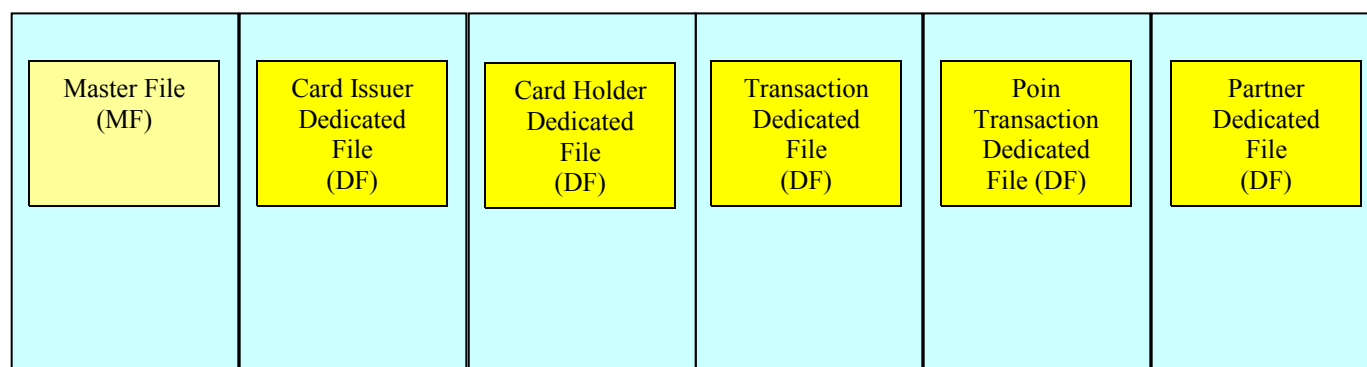 Master File
(MF)
Card Issuer
Dedicated
File
(DF)
Card Holder
Dedicated
File
(DF)
Transaction
Dedicated
File
(DF)
Poin
Transaction
Dedicated
File (DF)
Partner
Dedicated
File
(DF)